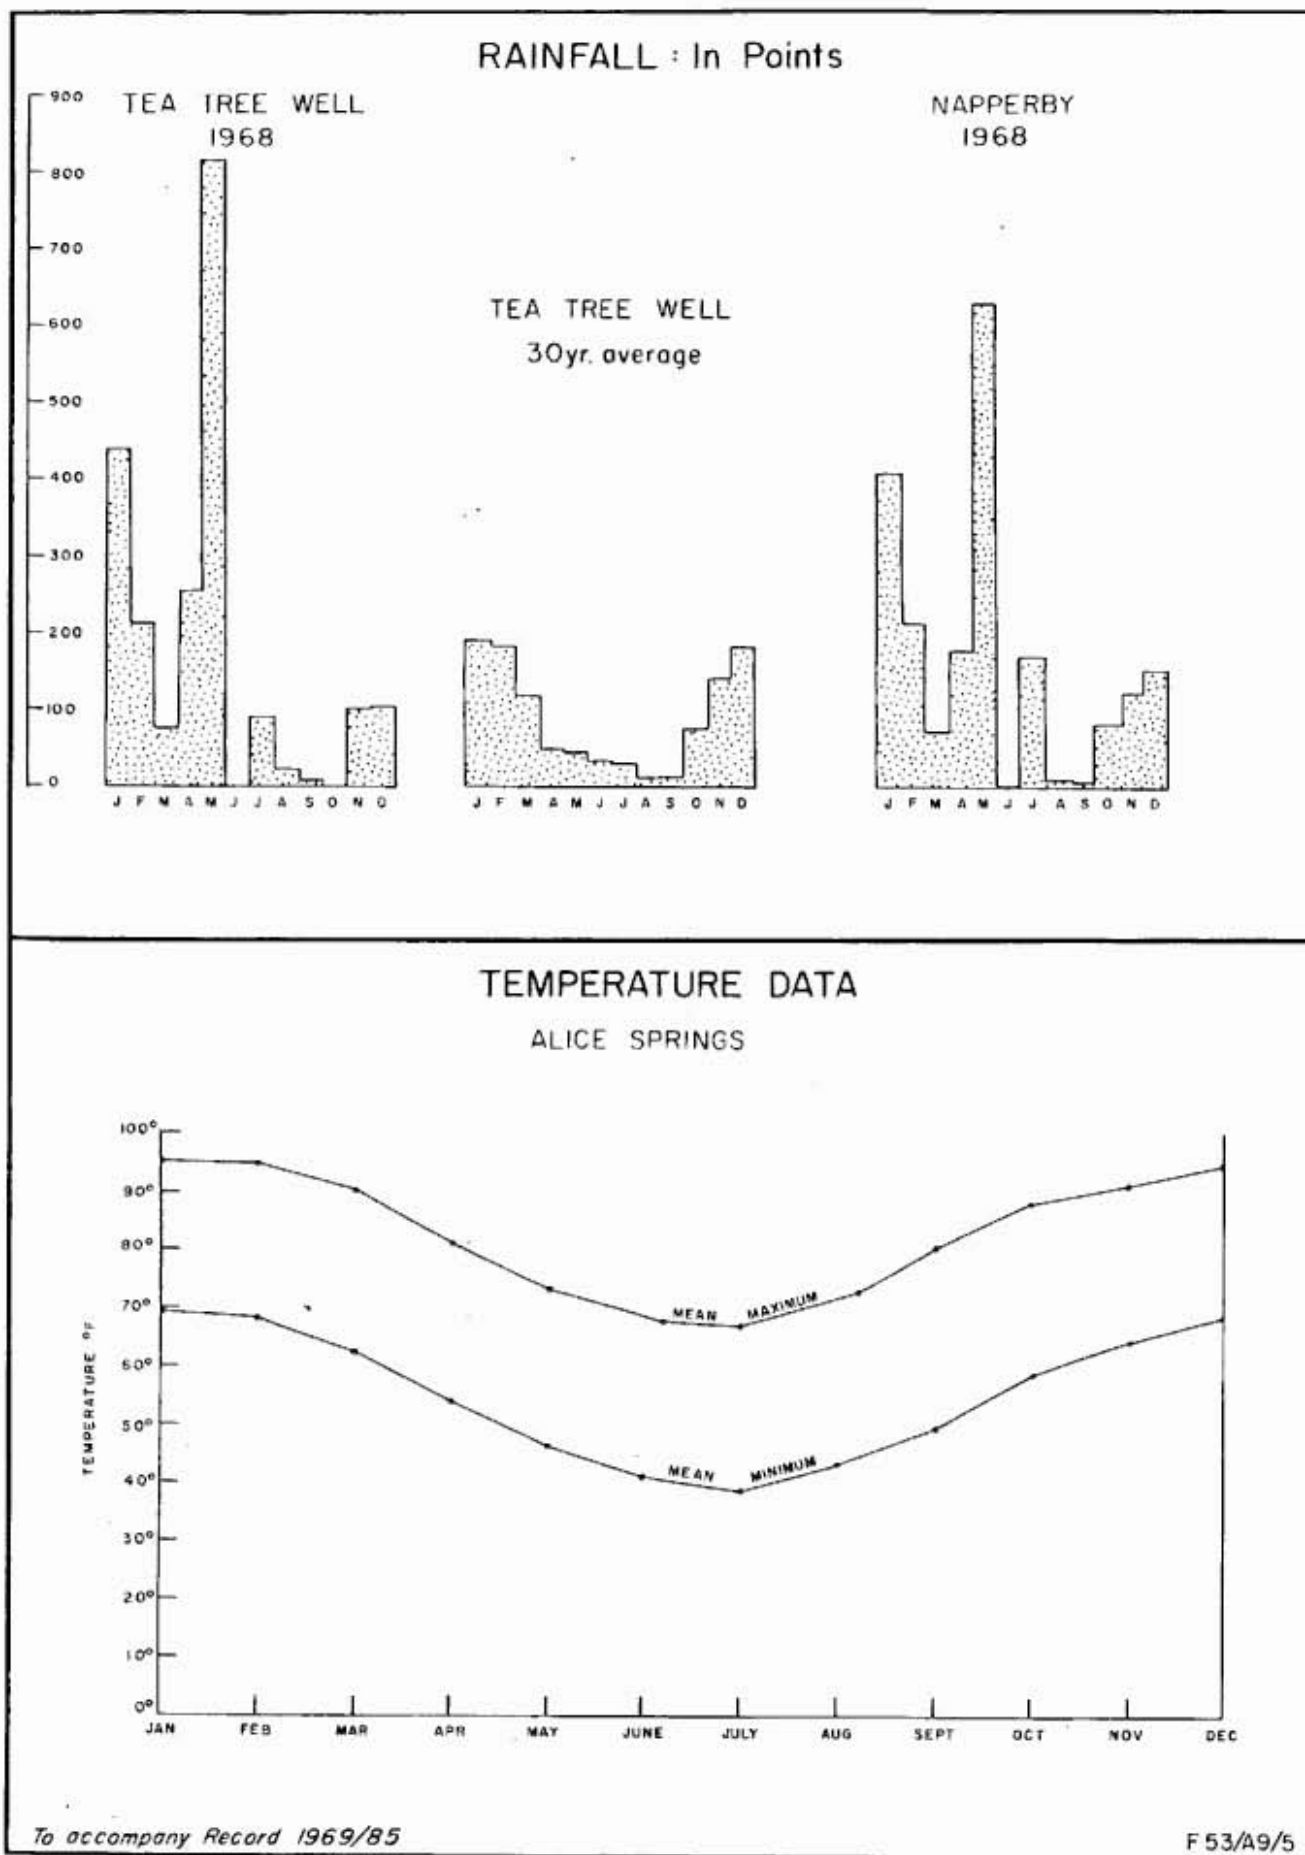 RAINFALL : In Points
TEA TREE WELL
1968
NAPPERBY
1968
TEA TREE WELL
30yr. average
900
800
700
600
500
400
300
200
100
0
J F M A M J J A S O N D
J F M A M J J A S O N D
J F M A M J J A S O N D
TEMPERATURE DATA
ALICE SPRINGS
TEMPERATURE °F
100°
90°
80°
70°
60°
50°
40°
30°
20°
10°
0°
MEAN MAXIMUM
MEAN MINIMUM
JAN FEB MAR APR MAY JUNE JULY AUG SEPT OCT NOV DEC
To accompany Record 1969/85
F 53/A9/5